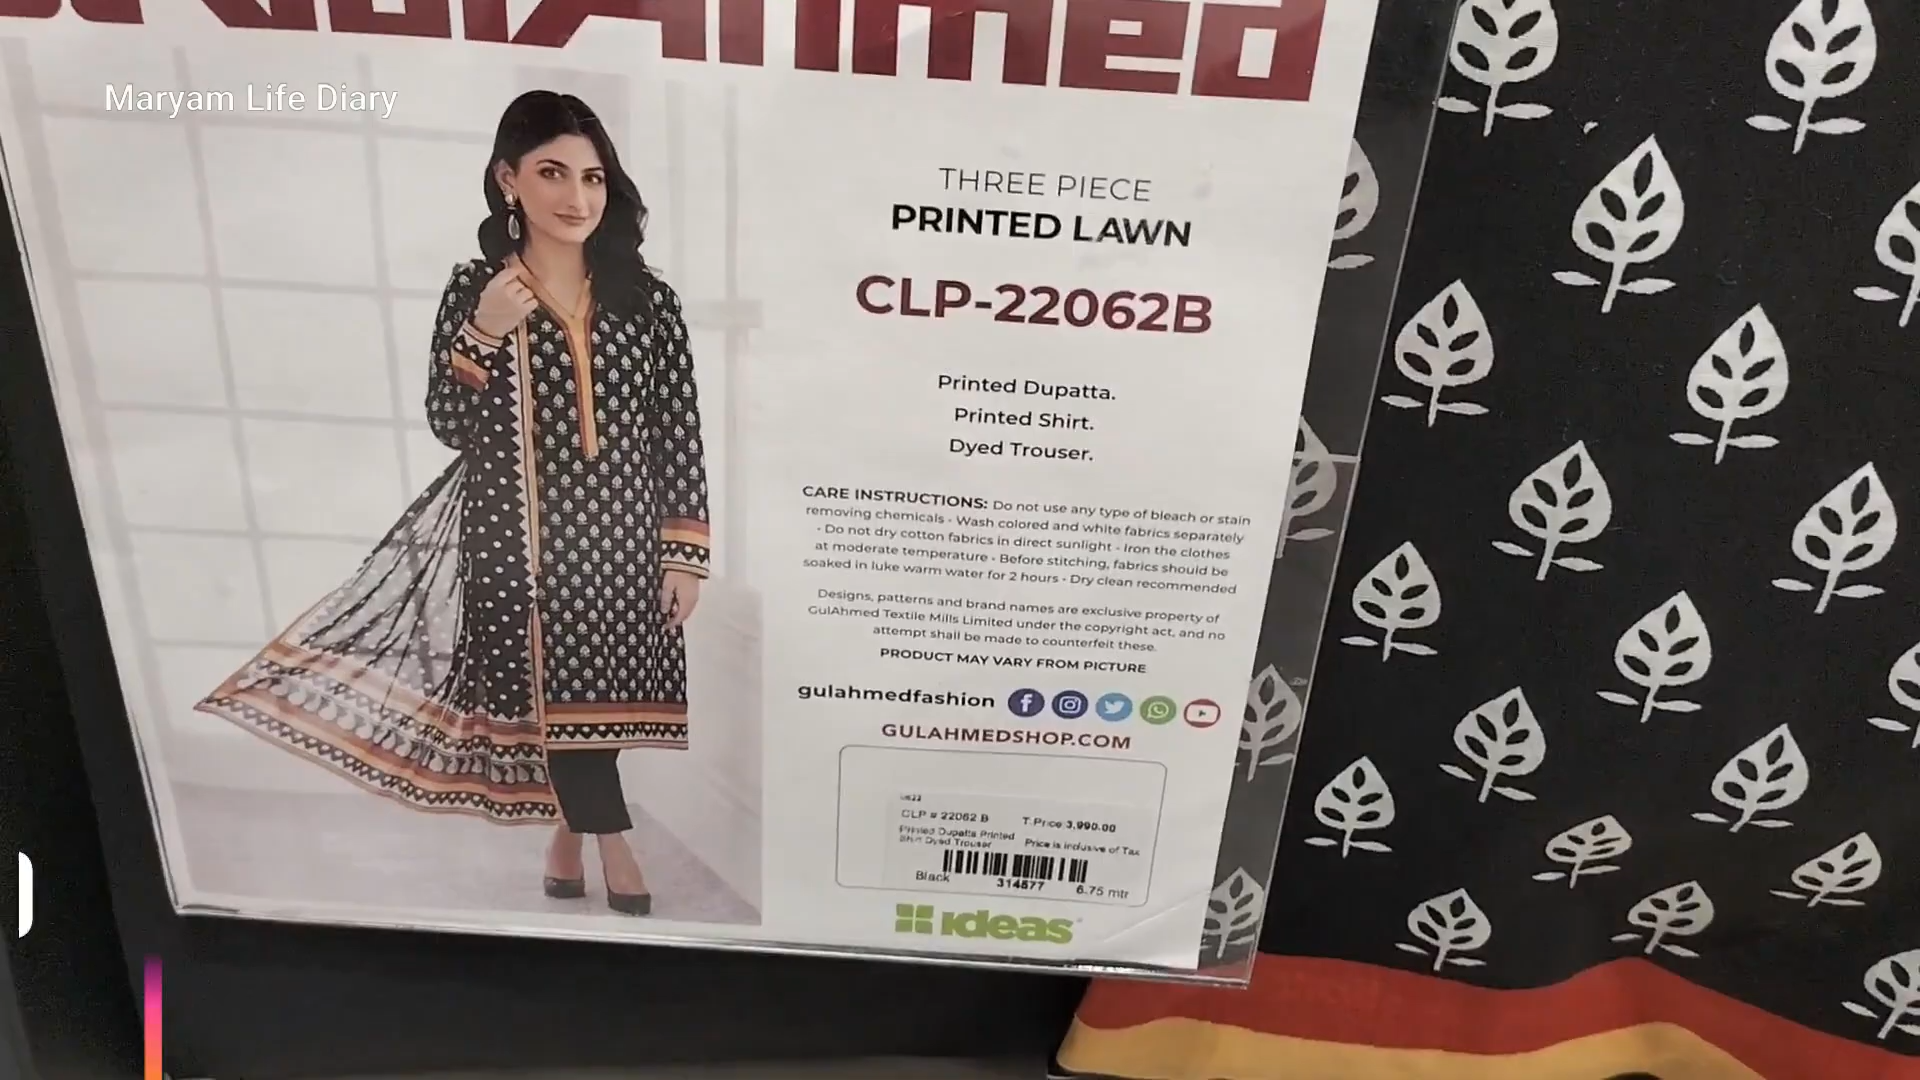 GulAhmed
Maryam Life Diary
THREE PIECE
PRINTED LAWN
CLP-22062B
Printed Dupatta.
Printed Shirt.
Dyed Trouser.
CARE INSTRUCTIONS: Do not use any type of bleach or stain
removing chemicals - Wash colored and white fabrics separately
- Do not dry cotton fabrics in direct sunlight - Iron the clothes
at moderate temperature - Before stitching, fabrics should be
soaked in luke warm water for 2 hours - Dry clean recommended
Designs, patterns and brand names are exclusive property of
GulAhmed Textile Mills Limited under the copyright act, and no
attempt shall be made to counterfeit these.
PRODUCT MAY VARY FROM PICTURE
gulahmedfashion
GULAHMEDSHOP.COM
CLP # 22062 B T.Price:3,990.00
Printed Dupatta Printed
Shirt Dyed Trouser Price is inclusive of Tax
Black 314577 6.75 mtr
ideas